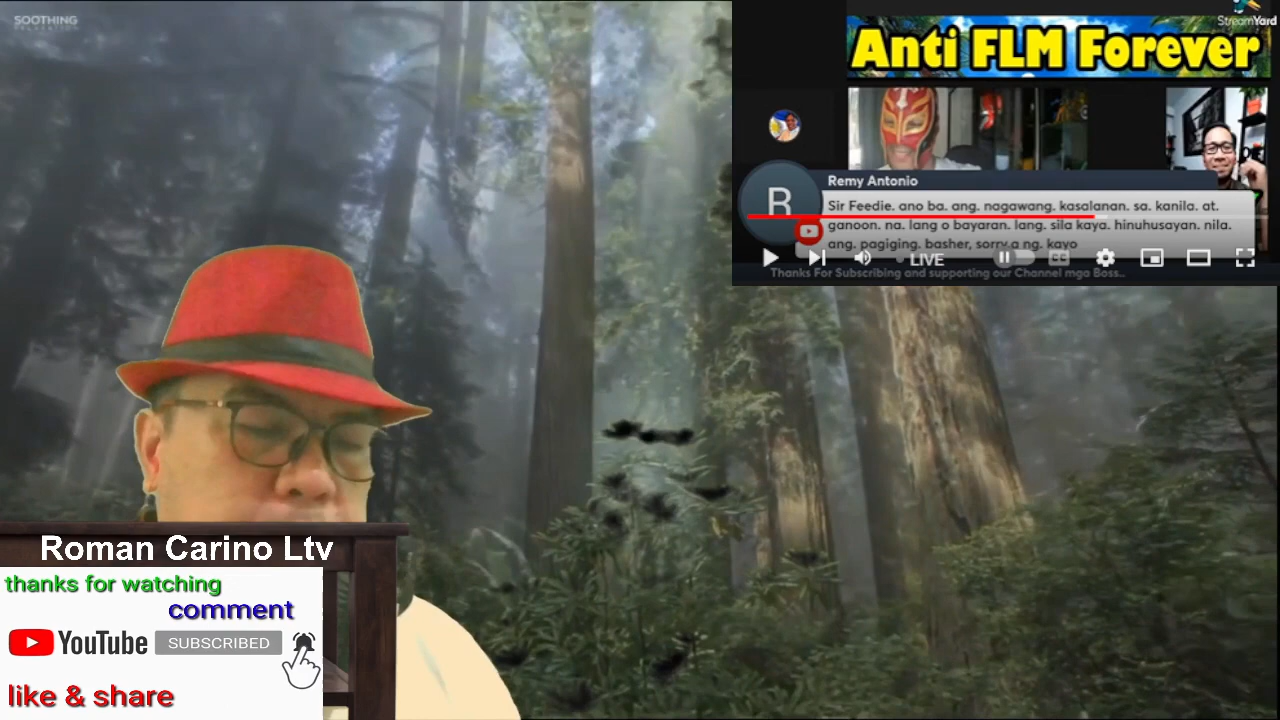 SOOTHING
RELAXATION
StreamYard
Anti FLM Forever
R
Remy Antonio
Sir Feedie. ano ba. ang. nagawang. kasalanan. sa. kanila. at.
ganoon. na. lang o bayaran. lang. sila kaya. hinuhusayan. nila.
ang. pagiging. basher, sorry.a ng. kayo
LIVE
CC
Thanks For Subscribing and supporting our Channel mga Boss..
Roman Carino Ltv
thanks for watching
comment
YouTube SUBSCRIBED
like & share